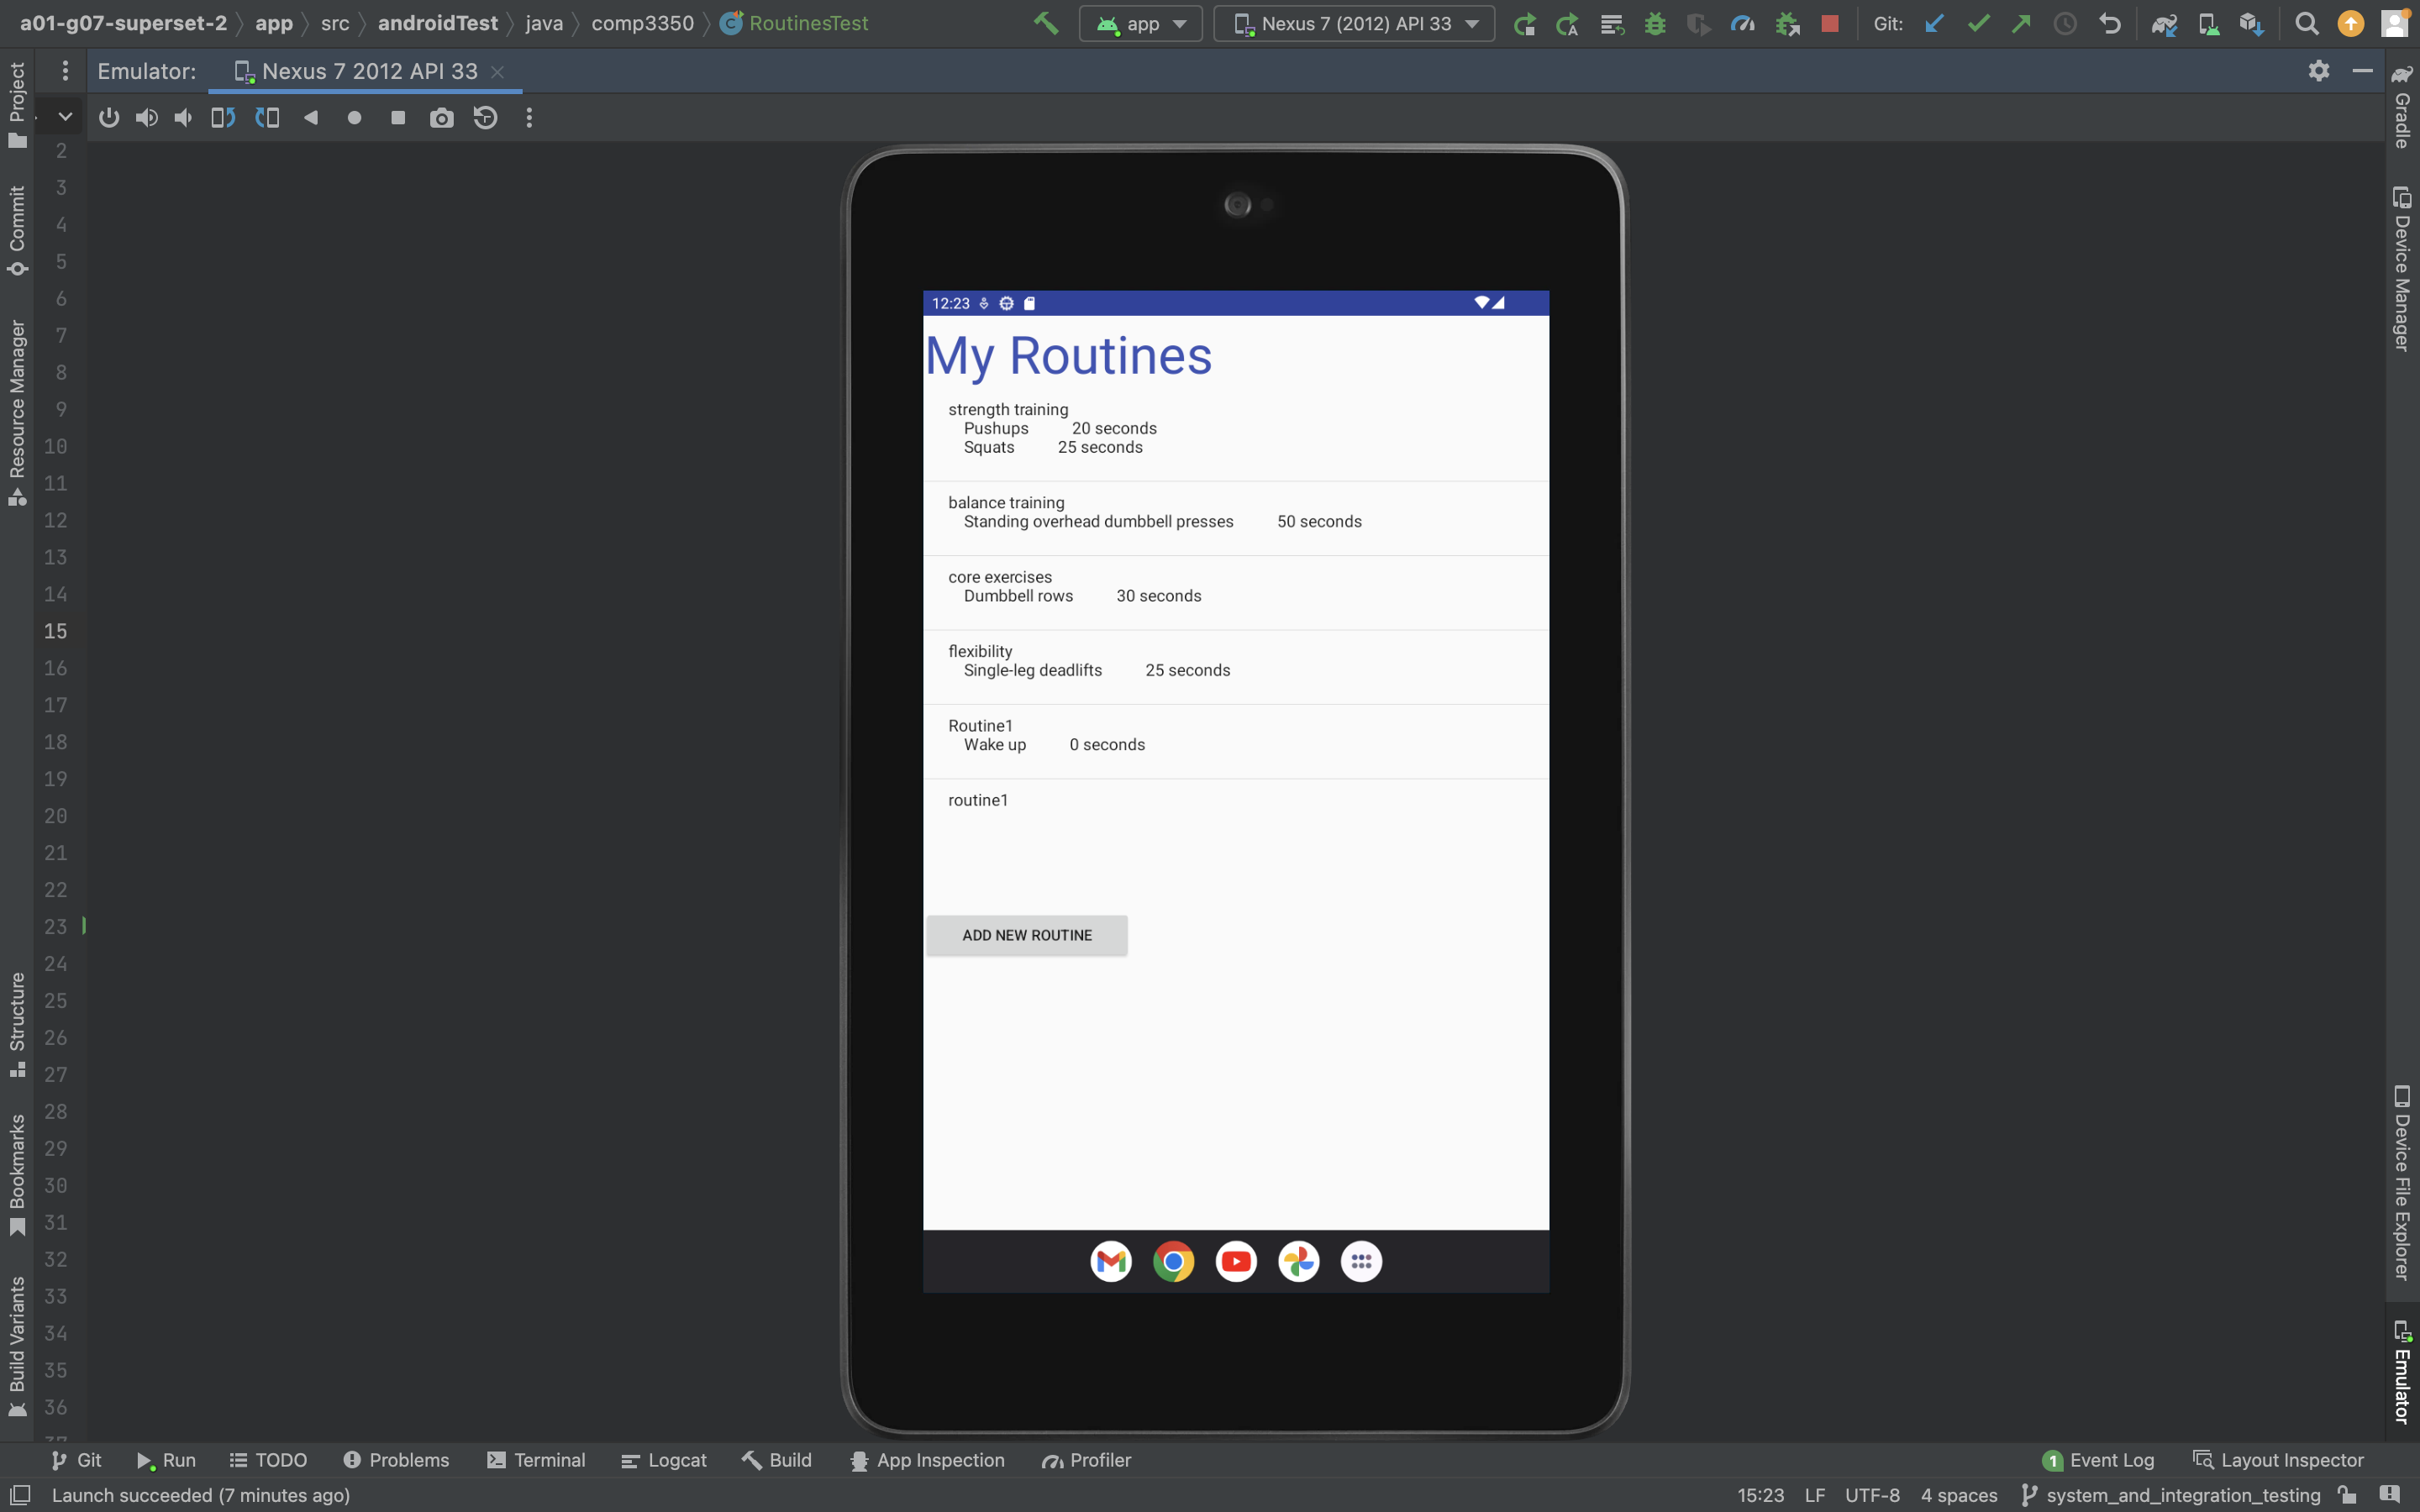 a01-g07-superset-2 app src androidTest java comp3350 RoutinesTest app Nexus 7 (2012) API 33 Git:
Emulator: Nexus 7 2012 API 33
Project
Commit
Resource Manager
Structure
Bookmarks
Build Variants
2
3
4
5
6
7
8
9
10
11
12
13
14
15
16
17
18
19
20
21
22
23
24
25
26
27
28
29
30
31
32
33
34
35
36
12:23
My Routines
strength training
Pushups 20 seconds
Squats 25 seconds
balance training
Standing overhead dumbbell presses 50 seconds
core exercises
Dumbbell rows 30 seconds
flexibility
Single-leg deadlifts 25 seconds
Routine1
Wake up 0 seconds
routine1
ADD NEW ROUTINE
Gradle
Device Manager
Device File Explorer
Emulator
Git Run TODO Problems Terminal Logcat Build App Inspection Profiler 1 Event Log Layout Inspector
Launch succeeded (7 minutes ago) 15:23 LF UTF-8 4 spaces system_and_integration_testing